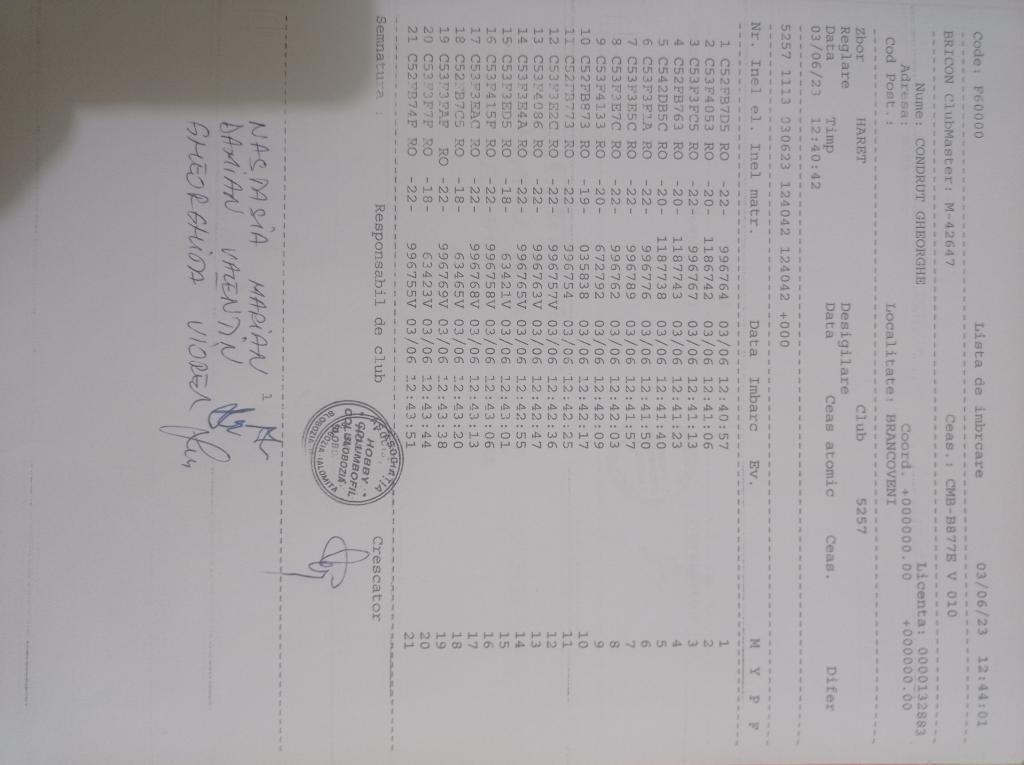 Code: F60000 Lista de imbrcare 03/06/23 12:44:01
BRICON ClubMaster: M-42647 Ceas.: CMB-B877E V 010
Nume: CONDRUT GHEORGHE Licenta: 0000132883
Adresa: Coord. +000000.00 +000000.00
Cod Post.: Localitate: BRANCOVENI
Zbor HARET Club 5257
Reglare Desigilare
Data Timp Data Ceas atomic Ceas. Difer
03/06/23 12:40:42
5257 1113 030623 124042 124042 +000
Nr. Inel el. Inel matr. Data Imbarc Ev. M Y P F
1 C52FB7D5 RO -22- 996764 03/06 12:40:57 1
2 C53F4053 RO -20- 1186742 03/06 12:41:06 2
3 C53F3FC5 RO -22- 996767 03/06 12:41:13 3
4 C52FB763 RO -20- 1187743 03/06 12:41:23 4
5 C542DB5C RO -20- 1187738 03/06 12:41:40 5
6 C53F3F1A RO -22- 996776 03/06 12:41:50 6
7 C53F3E5C RO -22- 996789 03/06 12:41:57 7
8 C53F3E7C RO -22- 996762 03/06 12:42:03 8
9 C53F4133 RO -20- 672792 03/06 12:42:09 9
10 C52FB873 RO -19- 035838 03/06 12:42:17 10
11 C52FB773 RO -22- 996754 03/06 12:42:25 11
12 C53F3E2C RO -22- 996757V 03/06 12:42:36 12
13 C53F4086 RO -22- 996763V 03/06 12:42:47 13
14 C53F3E4A RO -22- 996765V 03/06 12:42:55 14
15 C53F3ED5 RO -18- 63421V 03/06 12:43:01 15
16 C53F415F RO -22- 996758V 03/06 12:43:06 16
17 C53F3EAC RO -22- 996768V 03/06 12:43:13 17
18 C52FB7C5 RO -18- 63465V 03/06 12:43:20 18
19 C53F3FAF RO -22- 996769V 03/06 12:43:38 19
20 C53F3F7F RO -18- 63423V 03/06 12:43:44 20
21 C52FB74F RO -22- 996755V 03/06 12:43:51 21
Semnatura : Responsabil de club Crescator
HOBBY
COLUMBOFIL
SLOBOZIA
IALOMITA
1
NASTASIA MARIAN
DAMIAN VALENTIN
GHEORGHIDA VIOREL